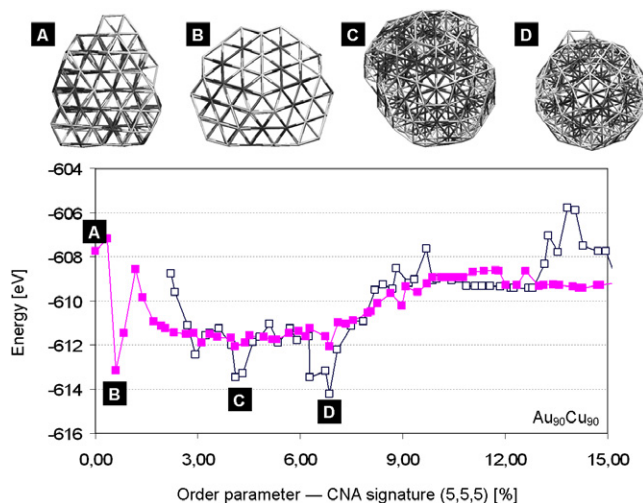 A
B
C
D
-604
-606
-608
-610
-612
-614
-616
Energy [eV]
A
B
C
D
Au90Cu90
0,00
3,00
6,00
9,00
12,00
15,00
Order parameter — CNA signature (5,5,5) [%]